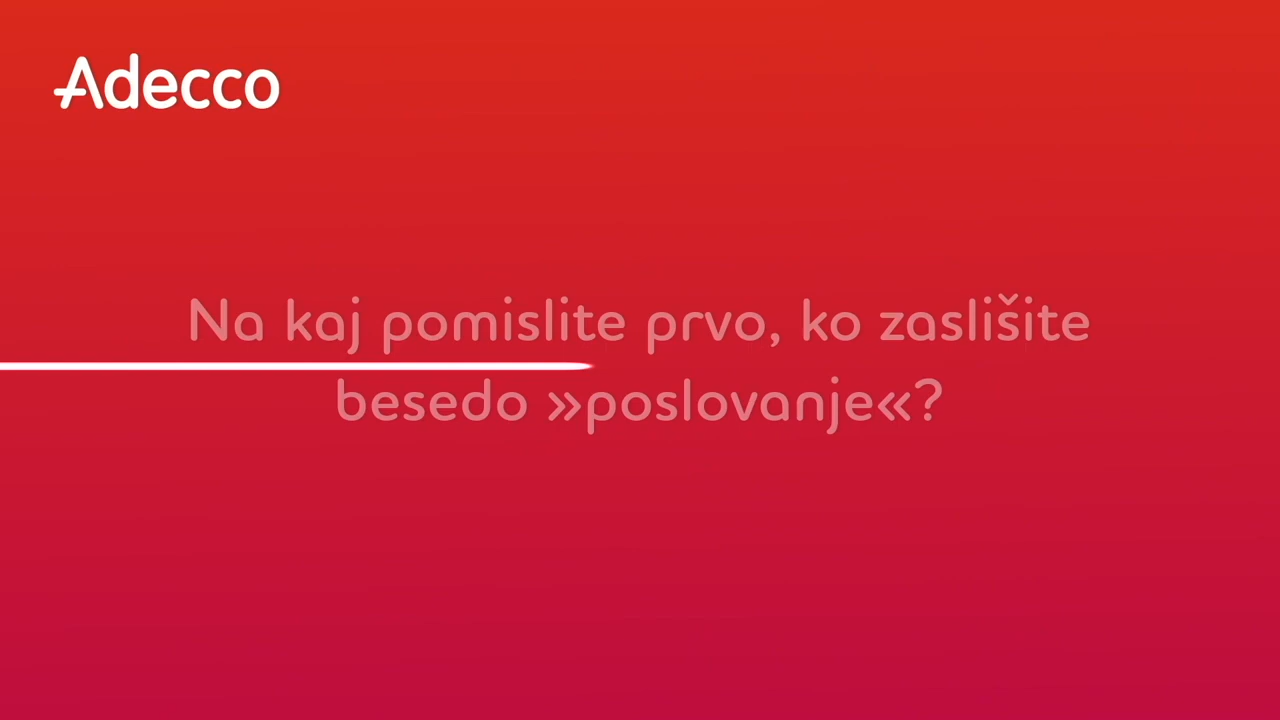 Adecco
Na kaj pomislite prvo, ko zaslišite
besedo »poslovanje«?